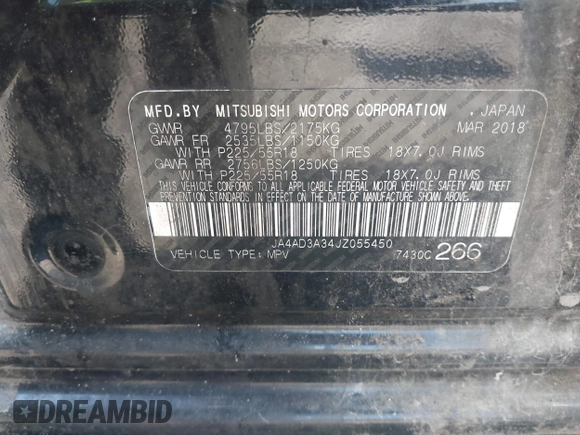 MFD.BY MITSUBISHI MOTORS CORPORATION . JAPAN
GVWR 4795LBS/2175KG MAR 2018
GAWR FR 2535LBS/1150KG
WITH P225/55R18 TIRES 18X7.0J RIMS
GAWR RR 2756LBS/1250KG
WITH P225/55R18 TIRES 18X7.0J RIMS
THIS VEHICLE CONFORMS TO ALL APPLICABLE FEDERAL MOTOR VEHICLE SAFETY AND THEFT
PREVENTION STANDARDS IN EFFECT ON THE DATE OF MANUFACTURE SHOWN ABOVE.
JA4AD3A34JZ055450
VEHICLE TYPE: MPV 7430C 266
DREAMBID